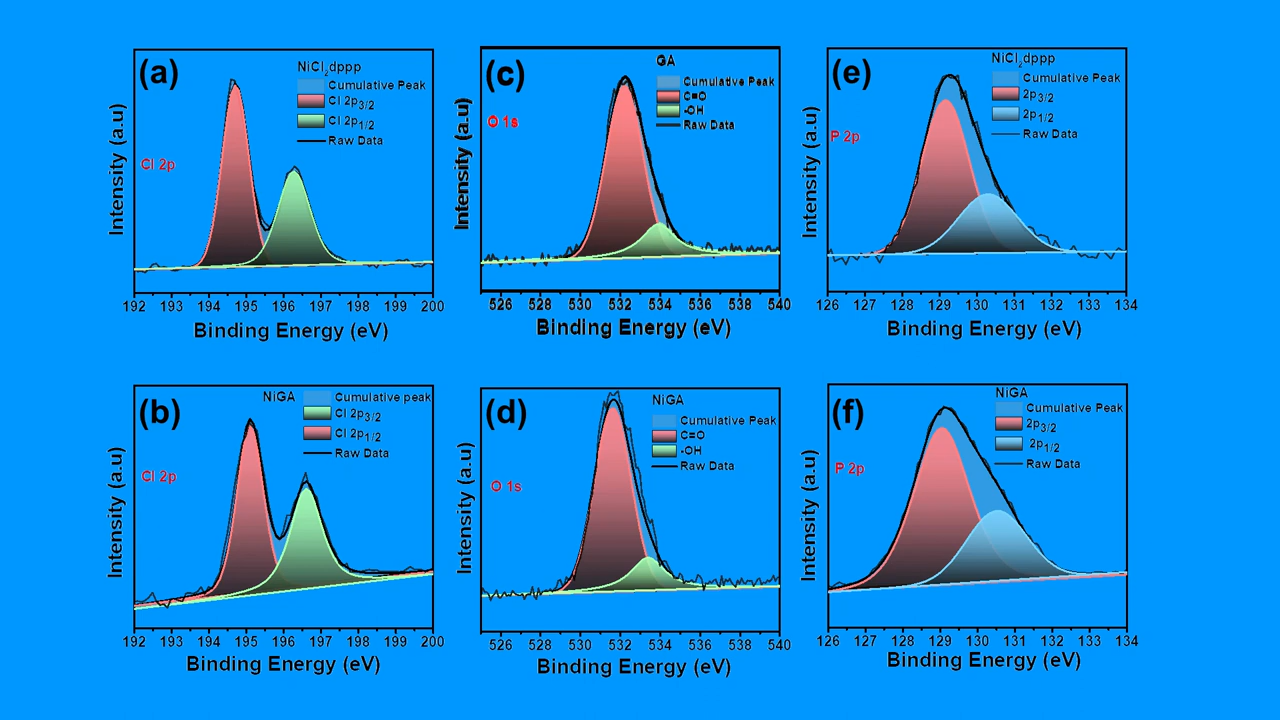 (a)
NiCl2dppp
Cumulative Peak
Cl 2p3/2
Cl 2p1/2
Raw Data
Cl 2p
Intensity (a.u)
192 193 194 195 196 197 198 199 200
Binding Energy (eV)
(c)
GA
Cumulative Peak
C=O
-OH
Raw Data
O 1s
Intensity (a.u)
526 528 530 532 534 536 538 540
Binding Energy (eV)
(e)
NiCl2dppp
Cumulative Peak
2p3/2
2p1/2
Raw Data
P 2p
Intensity (a.u)
126 127 128 129 130 131 132 133 134
Binding Energy (eV)
(b)
NiGA
Cumulative peak
Cl 2p3/2
Cl 2p1/2
Raw Data
Cl 2p
Intensity (a.u)
192 193 194 195 196 197 198 199 200
Binding Energy (eV)
(d)
NiGA
Cumulative Peak
C=O
-OH
Raw Data
O 1s
Intensity (a.u)
526 528 530 532 534 536 538 540
Binding Energy (eV)
(f)
NiGA
Cumulative Peak
2p3/2
2p1/2
Raw Data
P 2p
Intensity (a.u)
126 127 128 129 130 131 132 133 134
Binding Energy (eV)